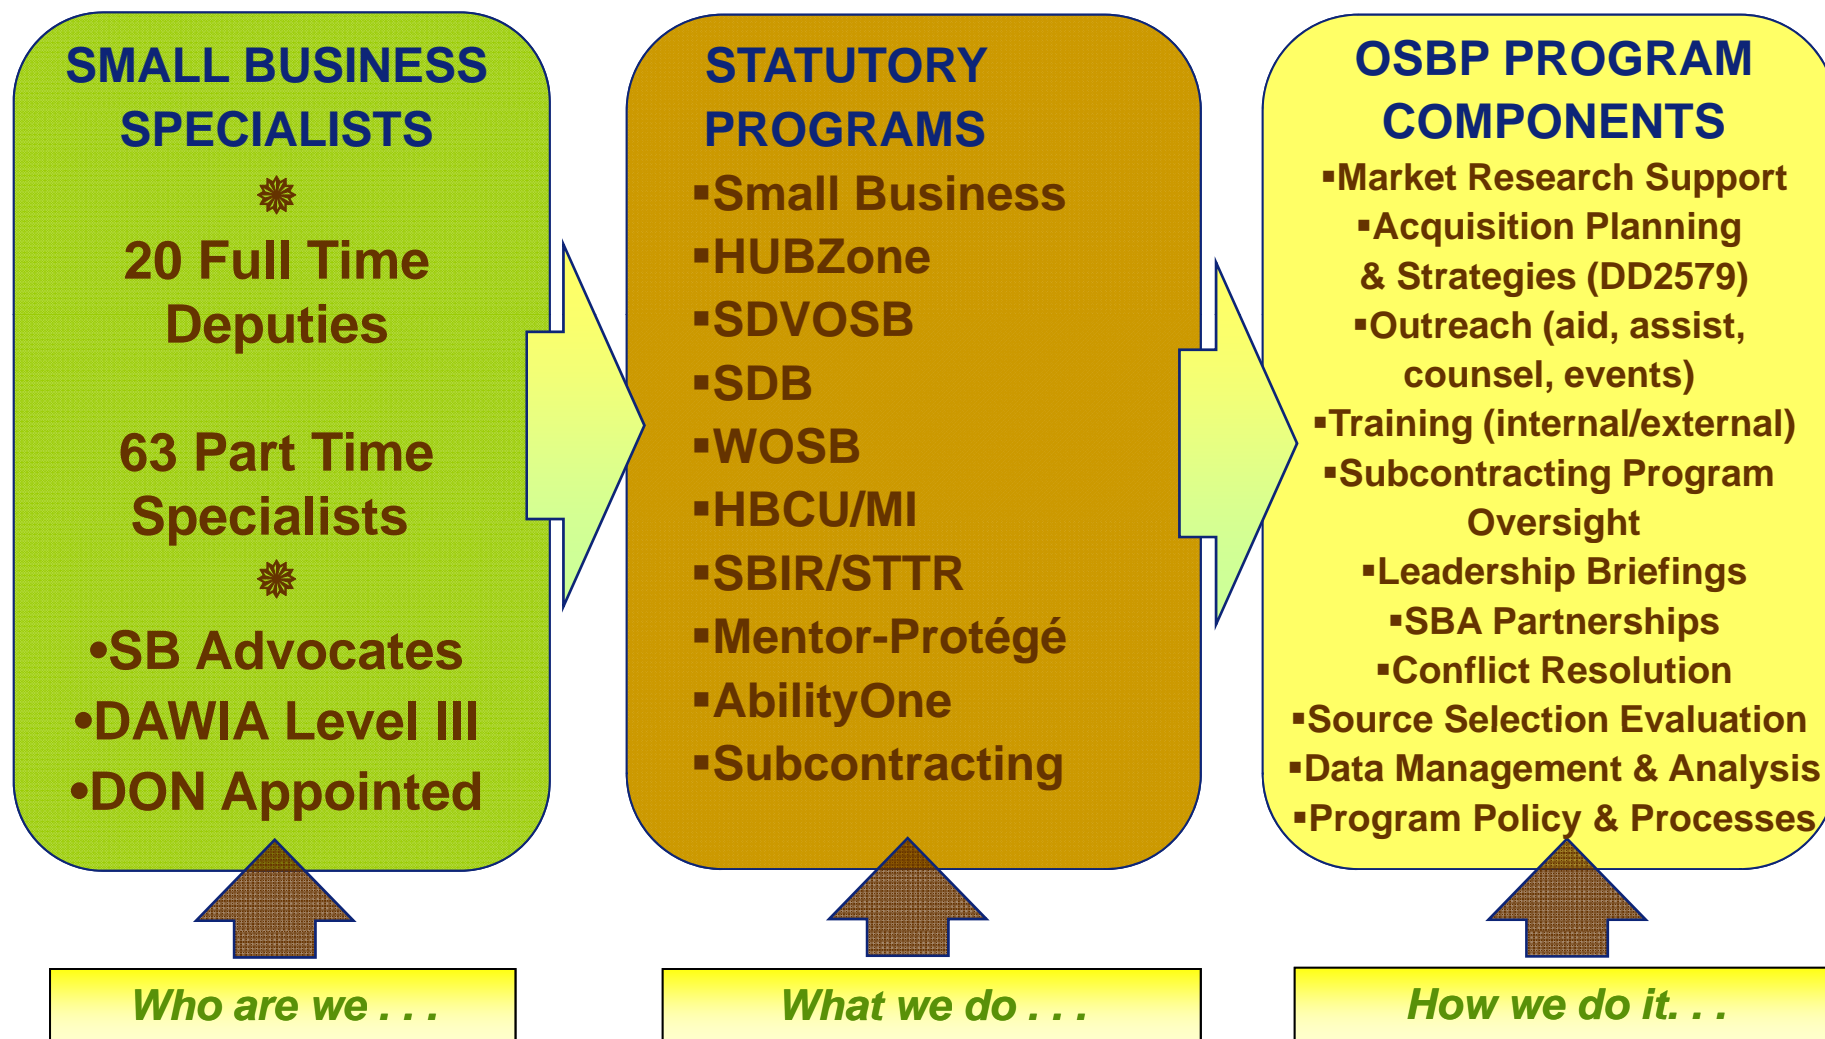 SMALL BUSINESS
SPECIALISTS
20 Full Time
Deputies
63 Part Time
Specialists
•SB Advocates
•DAWIA Level III
•DON Appointed
STATUTORY
PROGRAMS
▪Small Business
▪HUBZone
▪SDVOSB
▪SDB
▪WOSB
▪HBCU/MI
▪SBIR/STTR
▪Mentor-Protégé
▪AbilityOne
▪Subcontracting
OSBP PROGRAM
COMPONENTS
▪Market Research Support
▪Acquisition Planning
& Strategies (DD2579)
▪Outreach (aid, assist,
counsel, events)
▪Training (internal/external)
▪Subcontracting Program
Oversight
▪Leadership Briefings
▪SBA Partnerships
▪Conflict Resolution
▪Source Selection Evaluation
▪Data Management & Analysis
▪Program Policy & Processes
Who are we . . .
What we do . . .
How we do it. . .